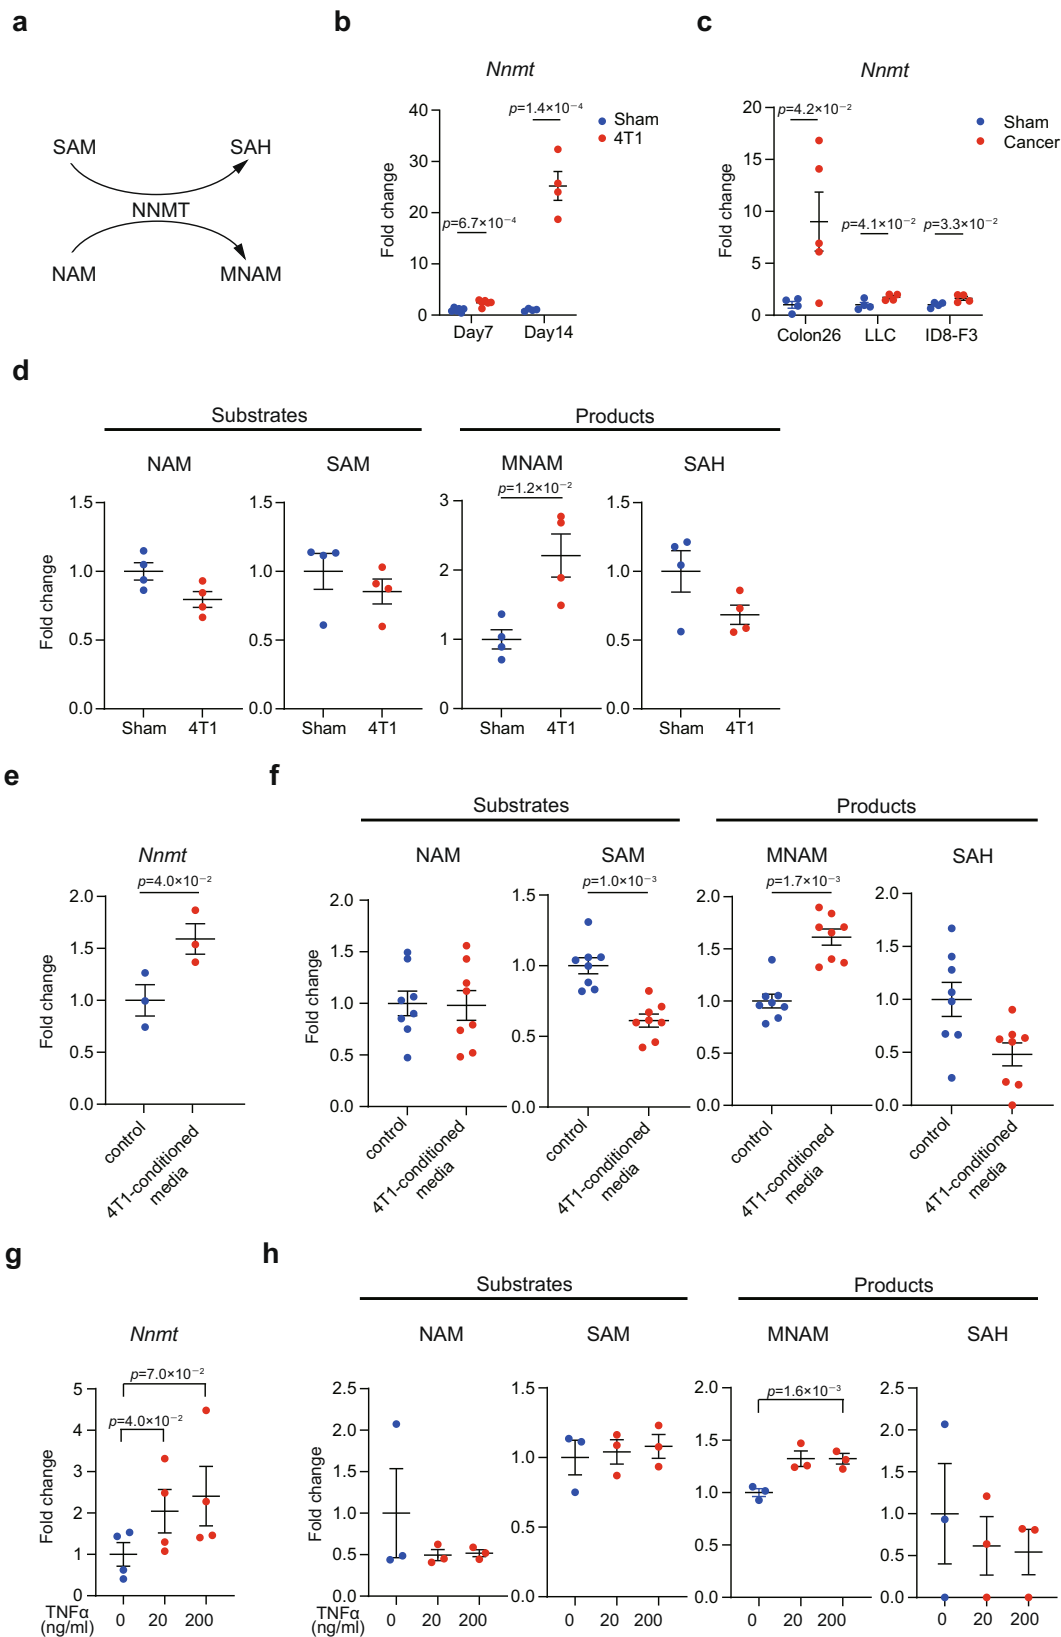 a
SAM
SAH
NNMT
NAM
MNAM
b
Nnmt
Sham
4T1
p=1.4×10⁻⁴
p=6.7×10⁻⁴
Fold change
40
30
20
10
0
Day7 Day14
c
Nnmt
Sham
Cancer
p=4.2×10⁻²
p=4.1×10⁻² p=3.3×10⁻²
Fold change
20
15
10
5
0
Colon26 LLC ID8-F3
d
Substrates
Products
NAM
SAM
MNAM
SAH
p=1.2×10⁻²
Fold change
1.5
1.0
0.5
0.0
Sham 4T1
1.5
1.0
0.5
0.0
Sham 4T1
3
2
1
0
Sham 4T1
1.5
1.0
0.5
0.0
Sham 4T1
e
Nnmt
p=4.0×10⁻²
Fold change
2.0
1.5
1.0
0.5
0.0
control
4T1-conditioned
media
f
Substrates
Products
NAM
SAM
MNAM
SAH
Fold change
2.0
1.5
1.0
0.5
0.0
control
4T1-conditioned
media
p=1.0×10⁻³
1.5
1.0
0.5
0.0
control
4T1-conditioned
media
p=1.7×10⁻³
2.0
1.5
1.0
0.5
0.0
control
4T1-conditioned
media
2.0
1.5
1.0
0.5
0.0
control
4T1-conditioned
media
g
Nnmt
p=7.0×10⁻²
p=4.0×10⁻²
Fold change
5
4
3
2
1
0
TNFα
(ng/ml)
0 20 200
h
Substrates
Products
NAM
SAM
MNAM
SAH
Fold change
2.5
2.0
1.5
1.0
0.5
0.0
TNFα
(ng/ml)
0 20 200
1.5
1.0
0.5
0.0
0 20 200
p=1.6×10⁻³
2.0
1.5
1.0
0.5
0.0
0 20 200
2.5
2.0
1.5
1.0
0.5
0.0
0 20 200